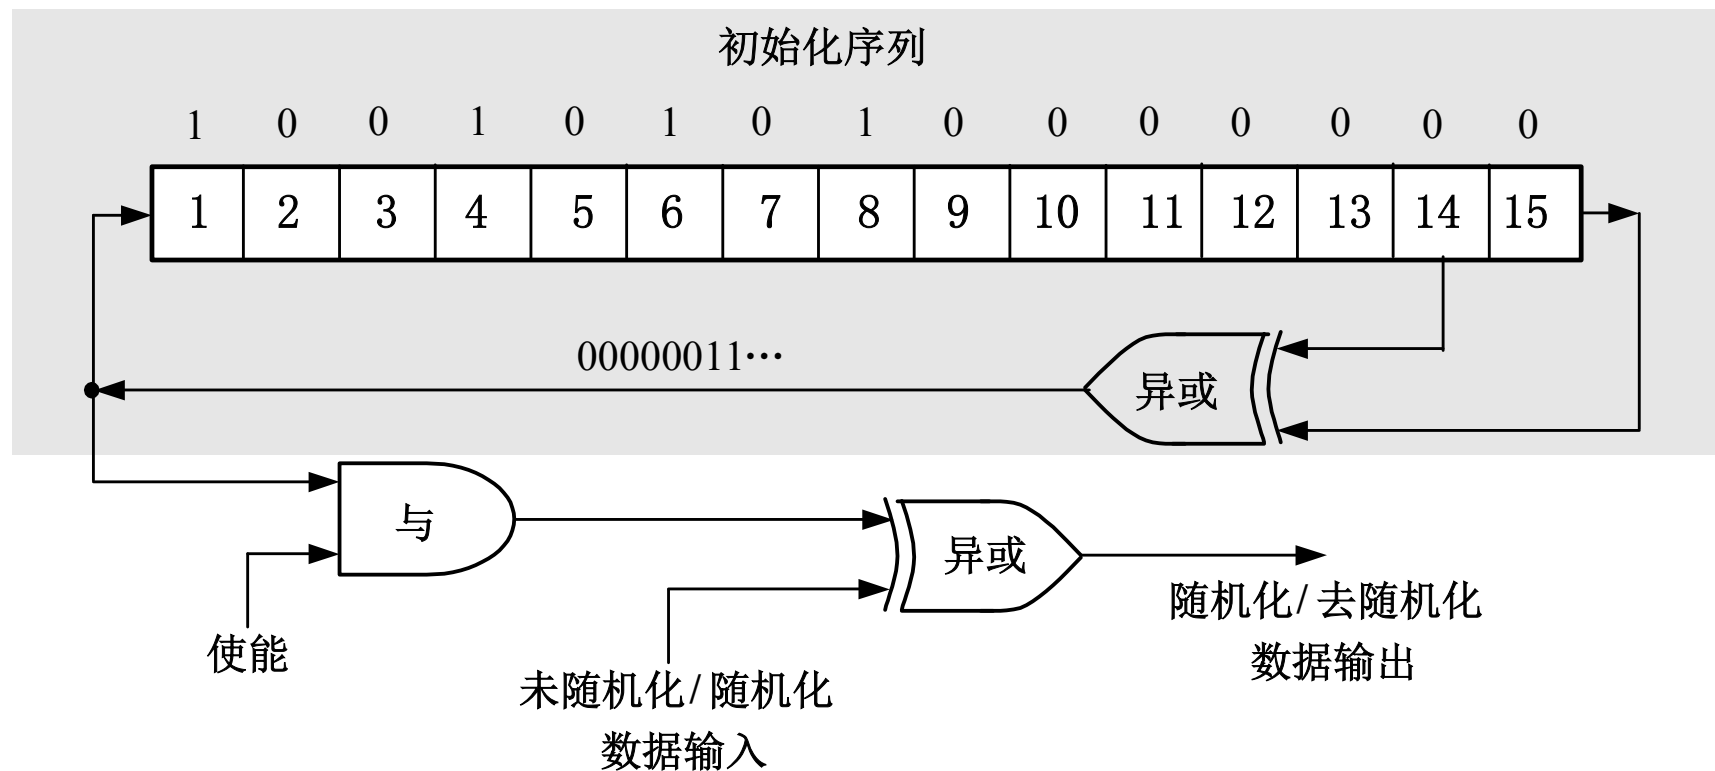 初始化序列
1 0 0 1 0 1 0 1 0 0 0 0 0 0 0
1 2 3 4 5 6 7 8 9 10 11 12 13 14 15
00000011…
异或
与
异或
使能
随机化/去随机化
数据输出
未随机化/随机化
数据输入